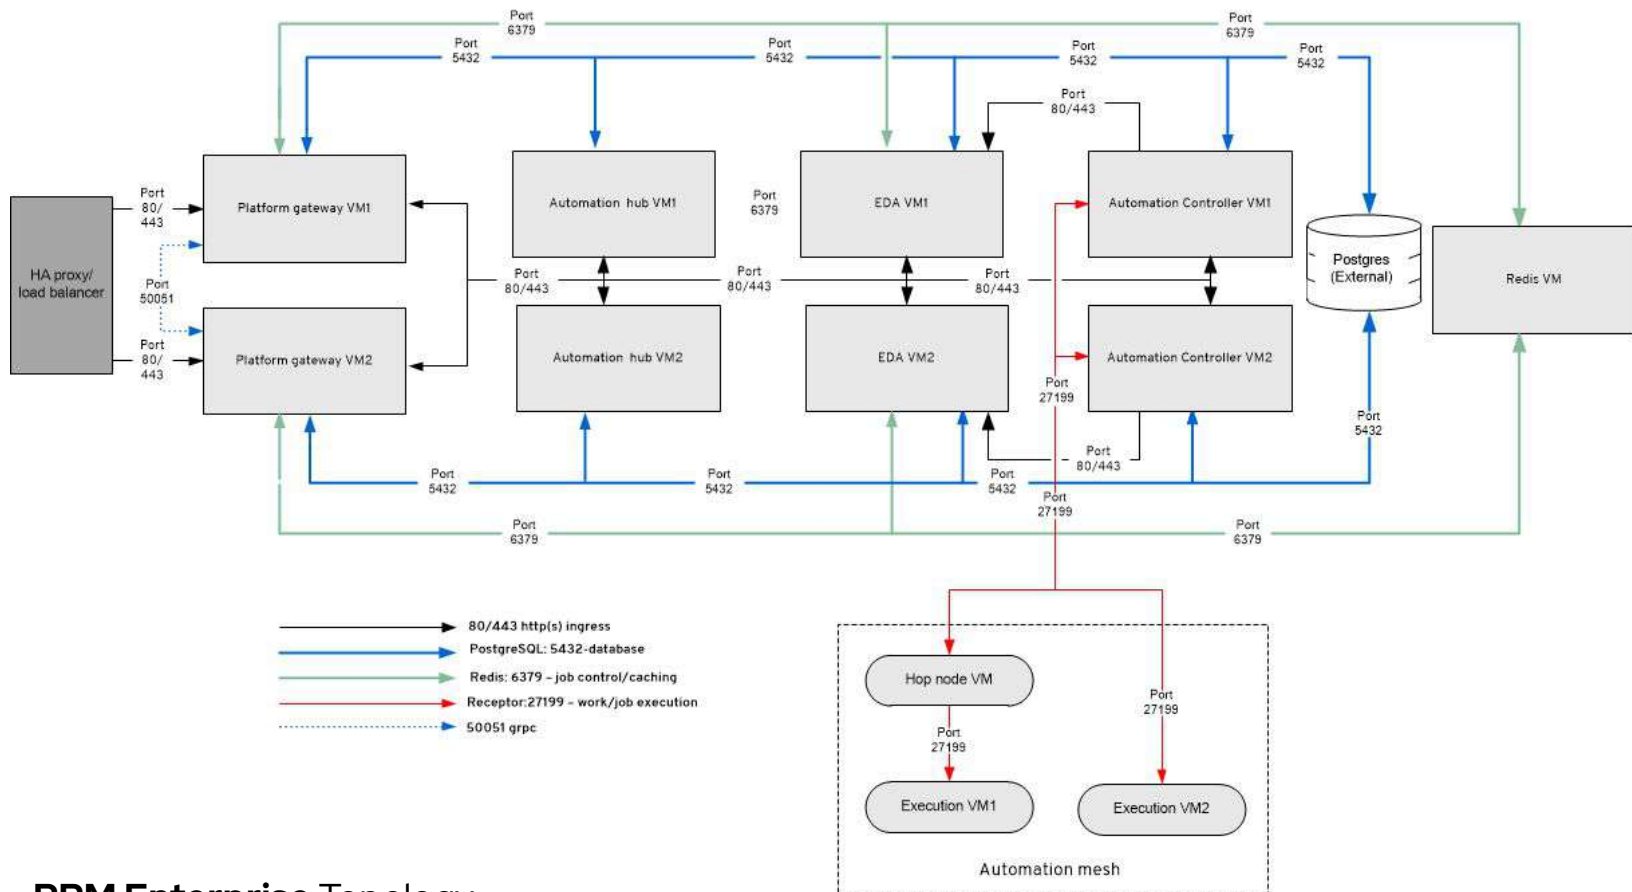 Port
6379
Port
6379
Port
5432
Port
5432
Port
5432
Port
5432
Port
80/443
Port
80/
443
Platform gateway VM1
Automation hub VM1
Port
6379
EDA VM1
Automation Controller VM1
HA proxy/
load balancer
Port
50051
Port
80/443
Port
80/443
Port
80/443
Postgres
(External)
Redis VM
Port
80/
443
Platform gateway VM2
Automation hub VM2
EDA VM2
Automation Controller VM2
Port
27199
Port
5432
Port
80/443
Port
5432
Port
5432
Port
5432
Port
27199
Port
6379
Port
6379
80/443 http(s) ingress
PostgreSQL: 5432-database
Redis: 6379 – job control/caching
Receptor:27199 – work/job execution
50051 grpc
Hop node VM
Port
27199
Port
27199
Execution VM1
Execution VM2
Automation mesh
RPM Enterprise Topology